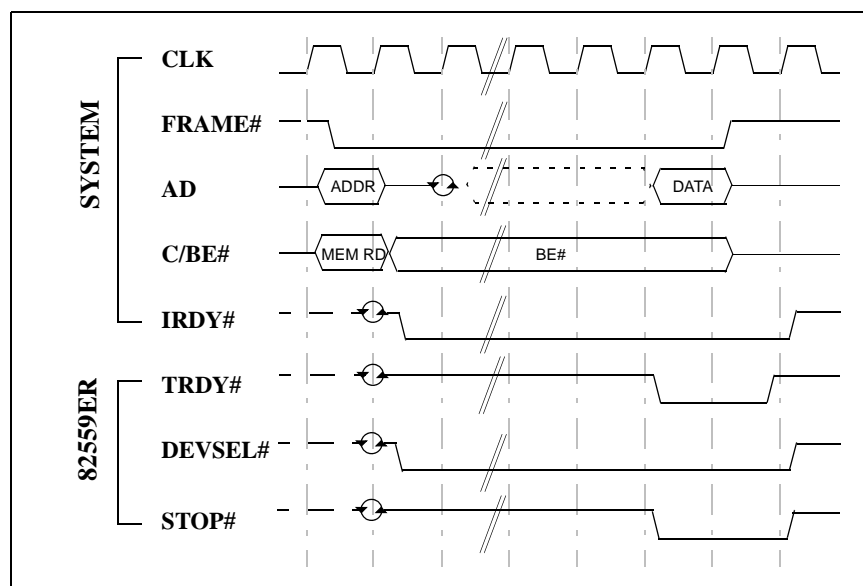 SYSTEM
CLK
FRAME#
AD
ADDR
DATA
C/BE#
MEM RD
BE#
IRDY#
82559ER
TRDY#
DEVSEL#
STOP#